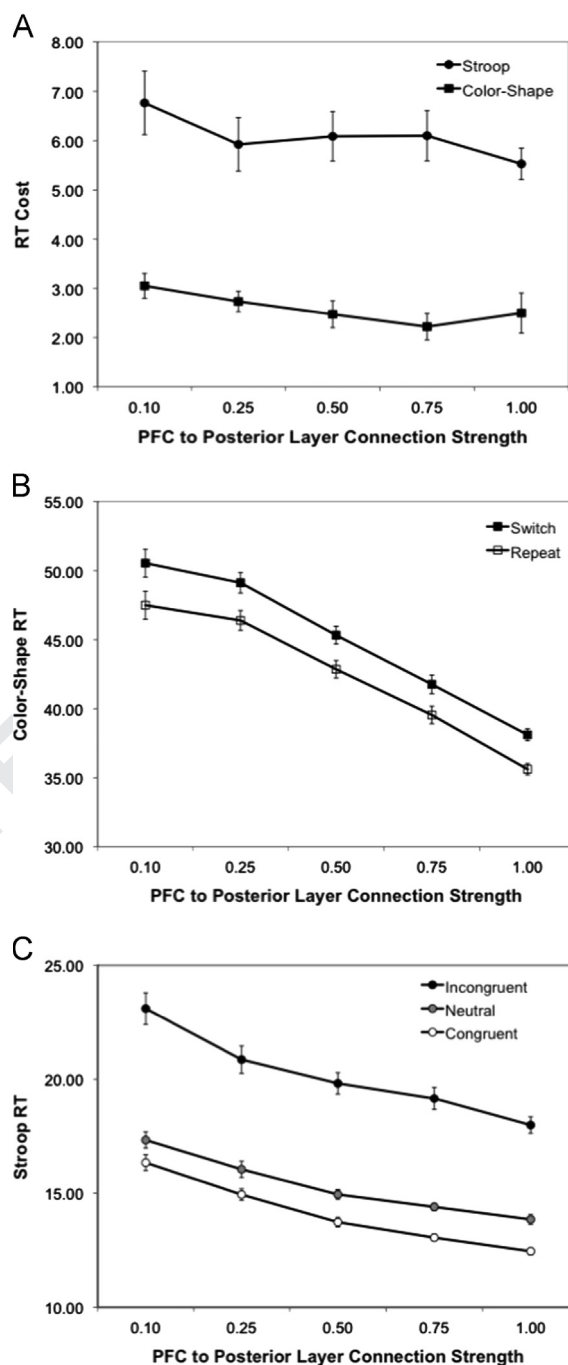 A
8.00
7.00
6.00
5.00
4.00
3.00
2.00
1.00
RT Cost
Stroop
Color-Shape
0.10 0.25 0.50 0.75 1.00
PFC to Posterior Layer Connection Strength
B
55.00
50.00
45.00
40.00
35.00
30.00
Color-Shape RT
Switch
Repeat
0.10 0.25 0.50 0.75 1.00
PFC to Posterior Layer Connection Strength
C
25.00
20.00
15.00
10.00
Stroop RT
Incongruent
Neutral
Congruent
0.10 0.25 0.50 0.75 1.00
PFC to Posterior Layer Connection Strength